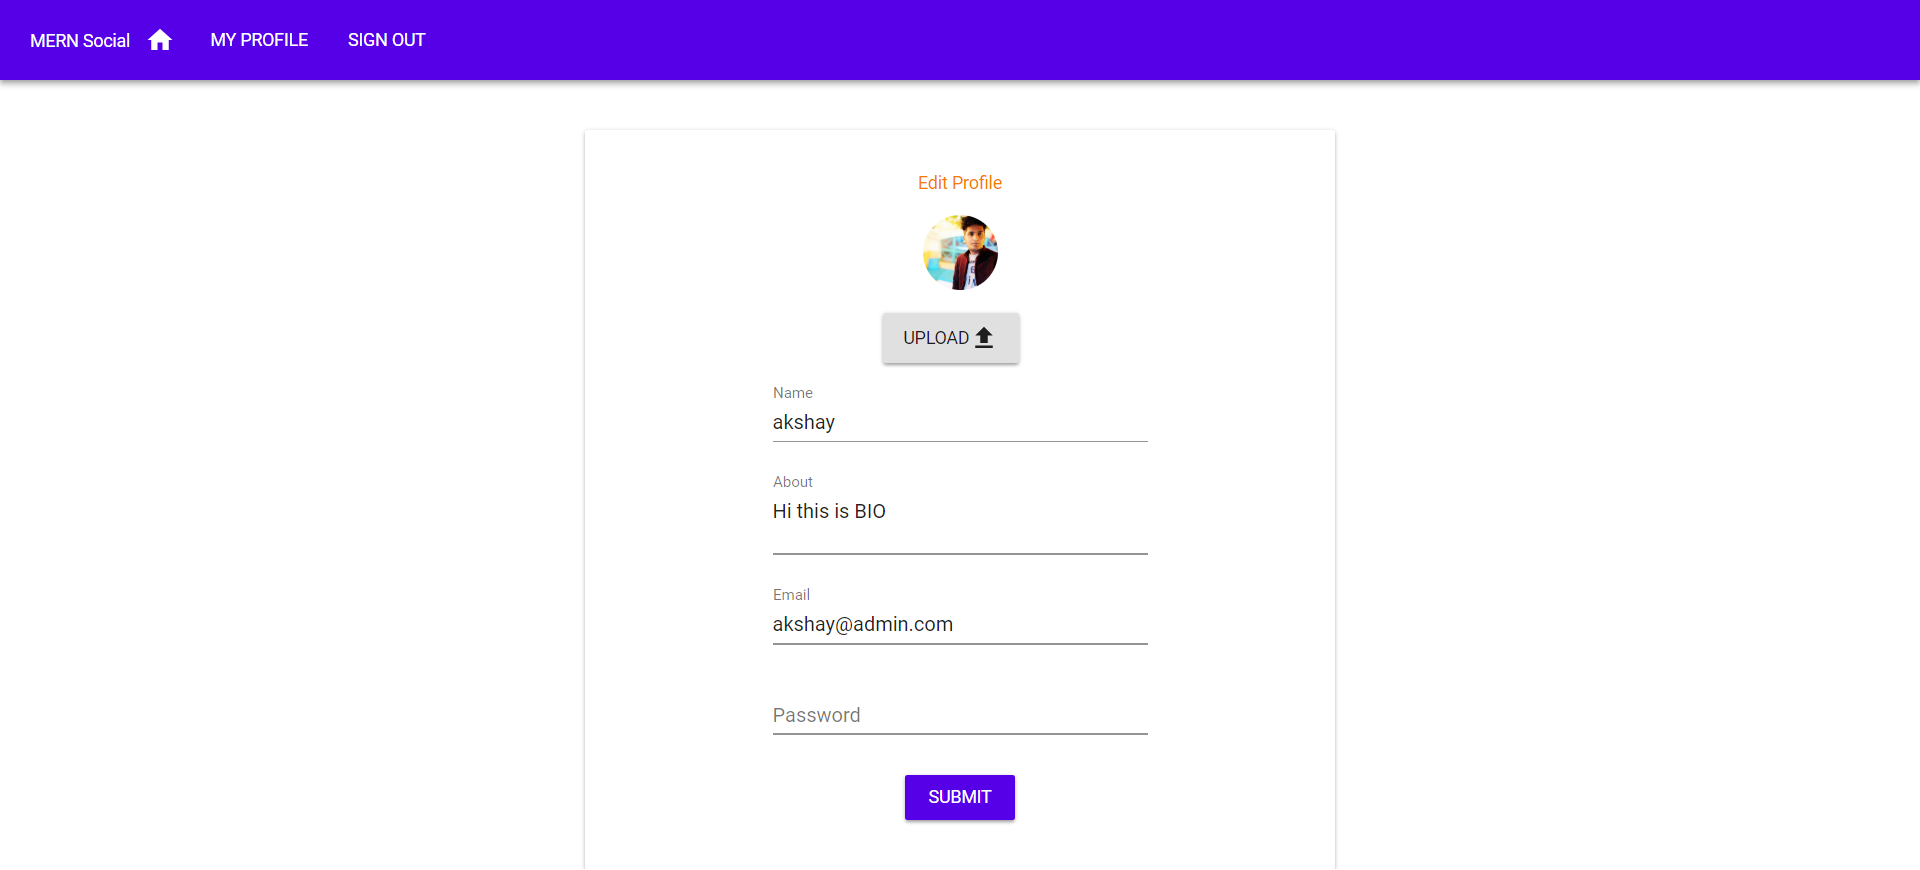 MERN Social MY PROFILE SIGN OUT
Edit Profile
UPLOAD
Name
akshay
About
Hi this is BIO
Email
akshay@admin.com
Password
SUBMIT